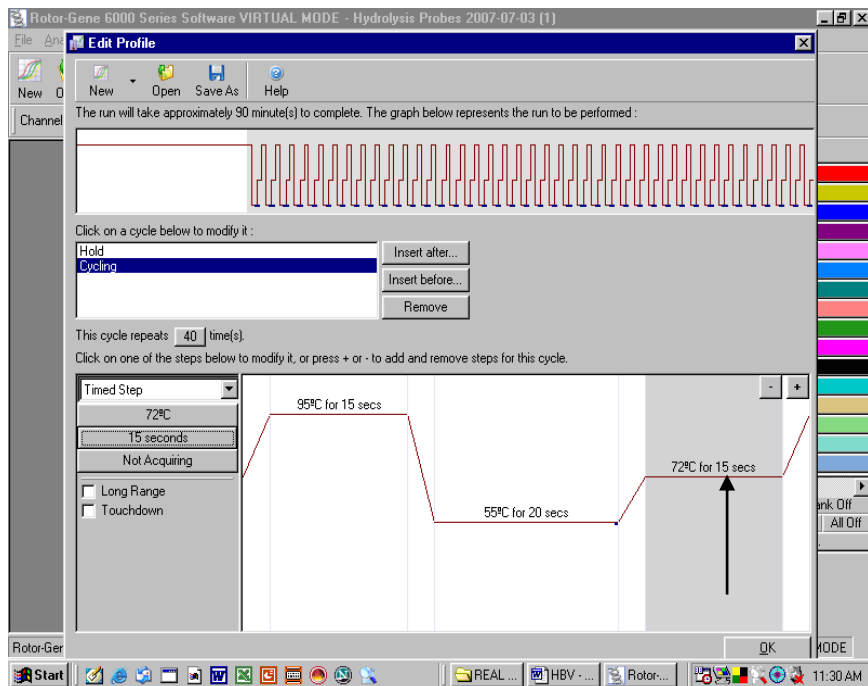 Rotor-Gene 6000 Series Software VIRTUAL MODE - Hydrolysis Probes 2007-07-03 (1)
File Ana
Edit Profile
New
New
Open
Save As
Help
Channel
The run will take approximately 90 minute(s) to complete. The graph below represents the run to be performed :
Click on a cycle below to modify it :
Hold
Cycling
Insert after...
Insert before...
Remove
This cycle repeats 40 time(s).
Click on one of the steps below to modify it, or press + or - to add and remove steps for this cycle.
Timed Step
72ºC
15 seconds
Not Acquiring
Long Range
Touchdown
95ºC for 15 secs
55ºC for 20 secs
72ºC for 15 secs
- +
ank Off
All Off
OK
Rotor-Ger
MODE
Start
REAL ...
HBV - ...
Rotor-...
11:30 AM